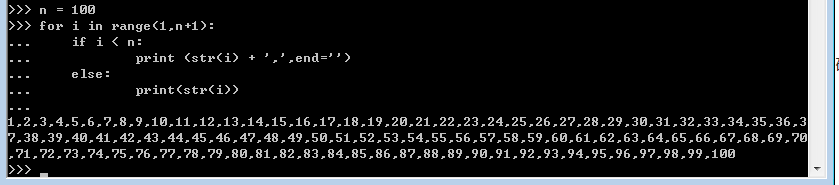 >>> n = 100
>>> for i in range(1,n+1):
...     if i < n:
...             print (str(i) + ',',end='')
...     else:
...             print(str(i))
...
1,2,3,4,5,6,7,8,9,10,11,12,13,14,15,16,17,18,19,20,21,22,23,24,25,26,27,28,29,30,31,32,33,34,35,36,3
7,38,39,40,41,42,43,44,45,46,47,48,49,50,51,52,53,54,55,56,57,58,59,60,61,62,63,64,65,66,67,68,69,70
,71,72,73,74,75,76,77,78,79,80,81,82,83,84,85,86,87,88,89,90,91,92,93,94,95,96,97,98,99,100
>>>